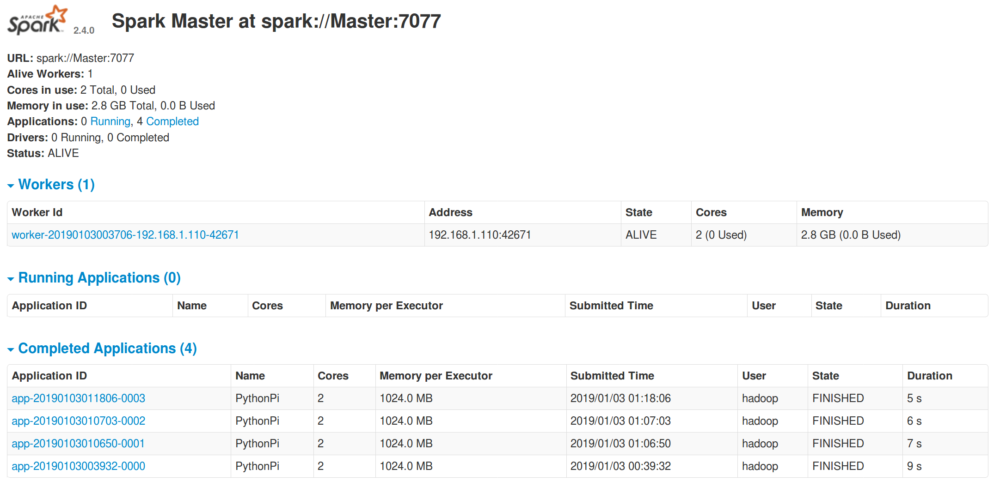 APACHE
Spark 2.4.0 Spark Master at spark://Master:7077
URL: spark://Master:7077
Alive Workers: 1
Cores in use: 2 Total, 0 Used
Memory in use: 2.8 GB Total, 0.0 B Used
Applications: 0 Running, 4 Completed
Drivers: 0 Running, 0 Completed
Status: ALIVE
Workers (1)
Worker Id Address State Cores Memory
worker-20190103003706-192.168.1.110-42671 192.168.1.110:42671 ALIVE 2 (0 Used) 2.8 GB (0.0 B Used)
Running Applications (0)
Application ID Name Cores Memory per Executor Submitted Time User State Duration
Completed Applications (4)
Application ID Name Cores Memory per Executor Submitted Time User State Duration
app-20190103011806-0003 PythonPi 2 1024.0 MB 2019/01/03 01:18:06 hadoop FINISHED 5 s
app-20190103010703-0002 PythonPi 2 1024.0 MB 2019/01/03 01:07:03 hadoop FINISHED 6 s
app-20190103010650-0001 PythonPi 2 1024.0 MB 2019/01/03 01:06:50 hadoop FINISHED 7 s
app-20190103003932-0000 PythonPi 2 1024.0 MB 2019/01/03 00:39:32 hadoop FINISHED 9 s